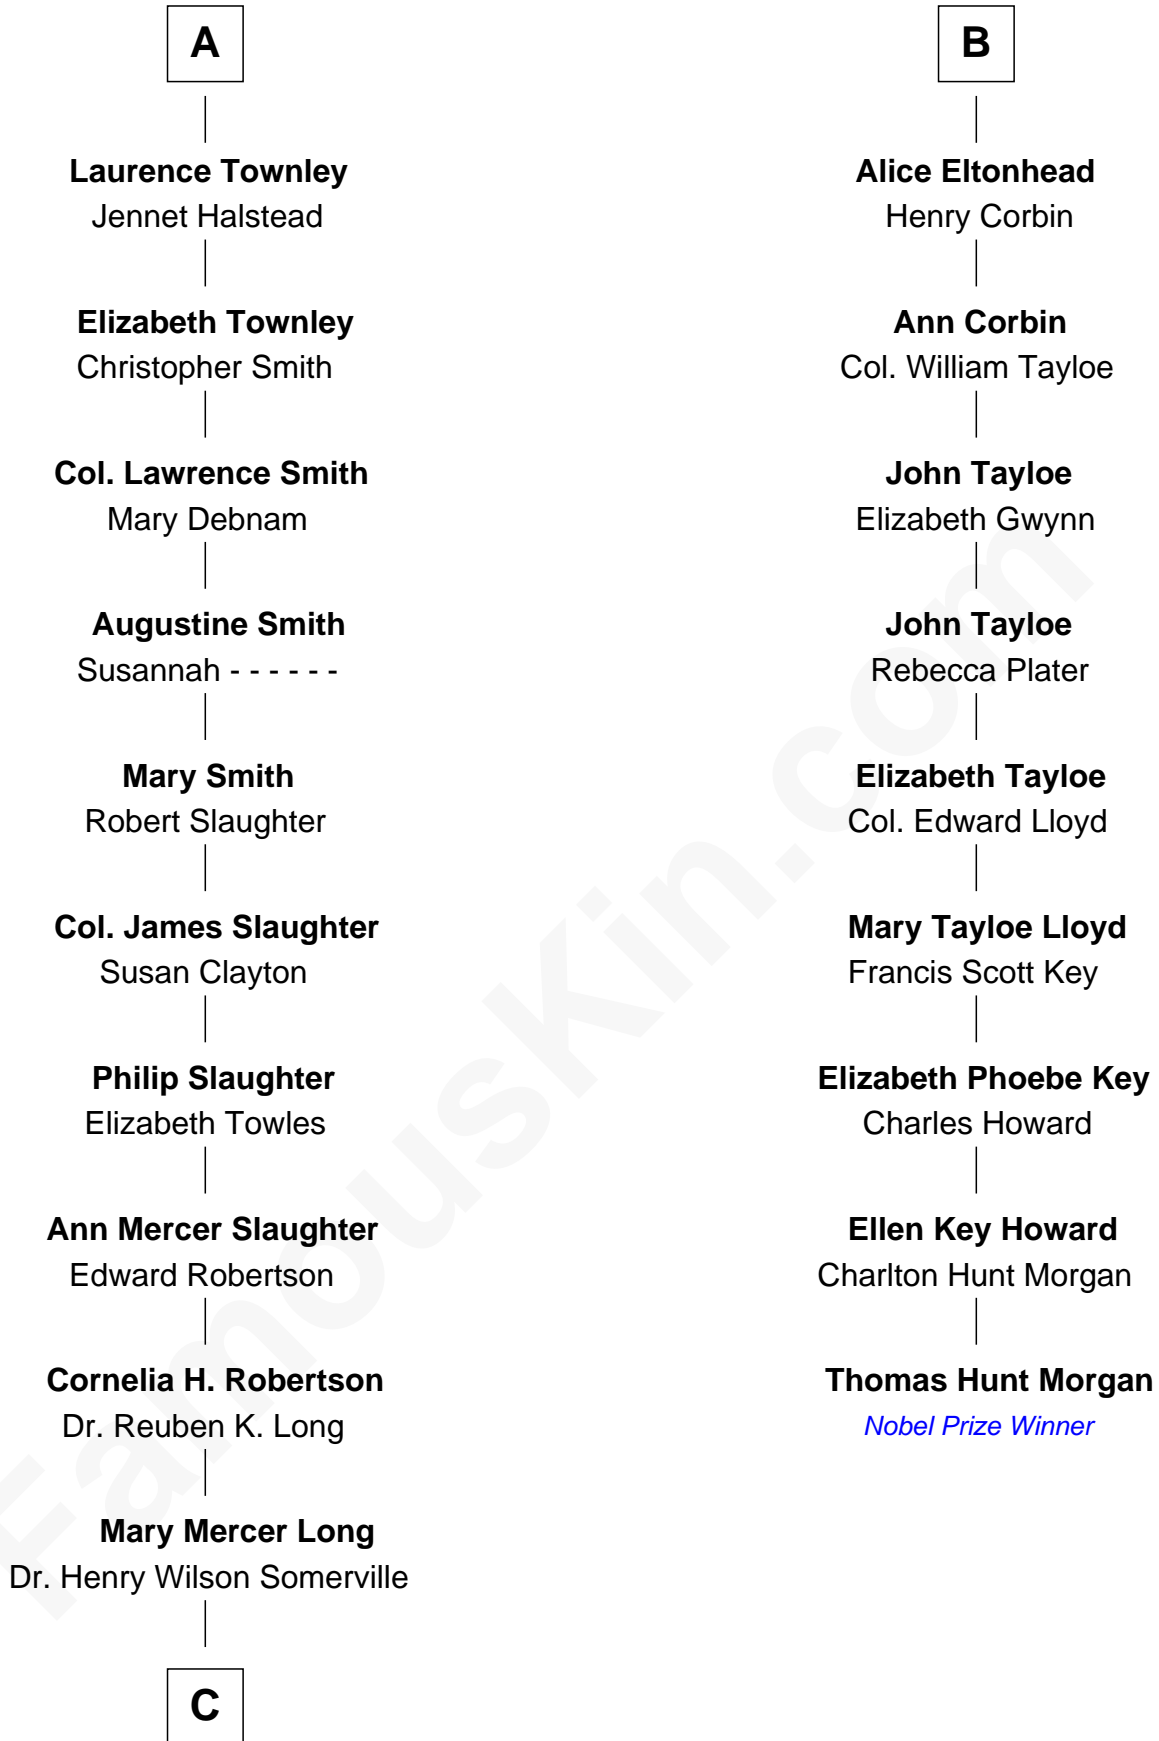 A
Laurence Townley
Jennet Halstead
Elizabeth Townley
Christopher Smith
Col. Lawrence Smith
Mary Debnam
Augustine Smith
Susannah - - - - - -
Mary Smith
Robert Slaughter
Col. James Slaughter
Susan Clayton
Philip Slaughter
Elizabeth Towles
Ann Mercer Slaughter
Edward Robertson
Cornelia H. Robertson
Dr. Reuben K. Long
Mary Mercer Long
Dr. Henry Wilson Somerville
C
B
Alice Eltonhead
Henry Corbin
Ann Corbin
Col. William Tayloe
John Tayloe
Elizabeth Gwynn
John Tayloe
Rebecca Plater
Elizabeth Tayloe
Col. Edward Lloyd
Mary Tayloe Lloyd
Francis Scott Key
Elizabeth Phoebe Key
Charles Howard
Ellen Key Howard
Charlton Hunt Morgan
Thomas Hunt Morgan
Nobel Prize Winner
FamousKin.com